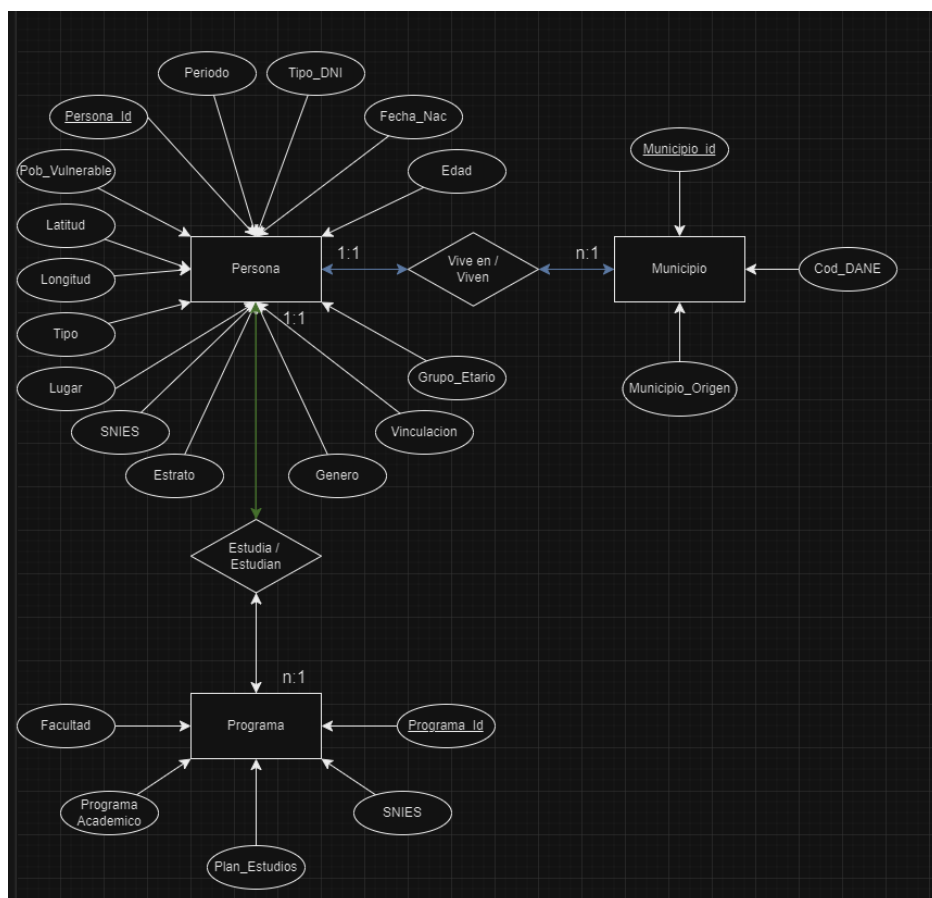 Periodo
Tipo_DNI
Persona_Id
Fecha_Nac
Pob_Vulnerable
Edad
Municipio_id
Latitud
Longitud
Persona
1:1
Vive en /
Viven
n:1
Municipio
Cod_DANE
Tipo
1:1
Lugar
Grupo_Etario
Municipio_Origen
SNIES
Vinculacion
Estrato
Genero
Estudia /
Estudian
n:1
Facultad
Programa
Programa_Id
Programa
Academico
SNIES
Plan_Estudios